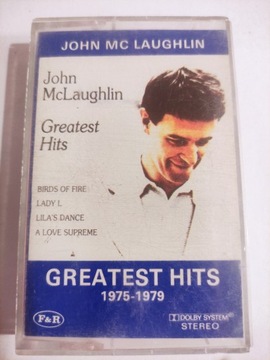 JOHN MC LAUGHLIN
John
McLaughlin
Greatest
Hits
BIRDS OF FIRE
LADY L
LILA'S DANCE
A LOVE SUPREME
GREATEST HITS
1975-1979
F&R
DOLBY SYSTEM
STEREO